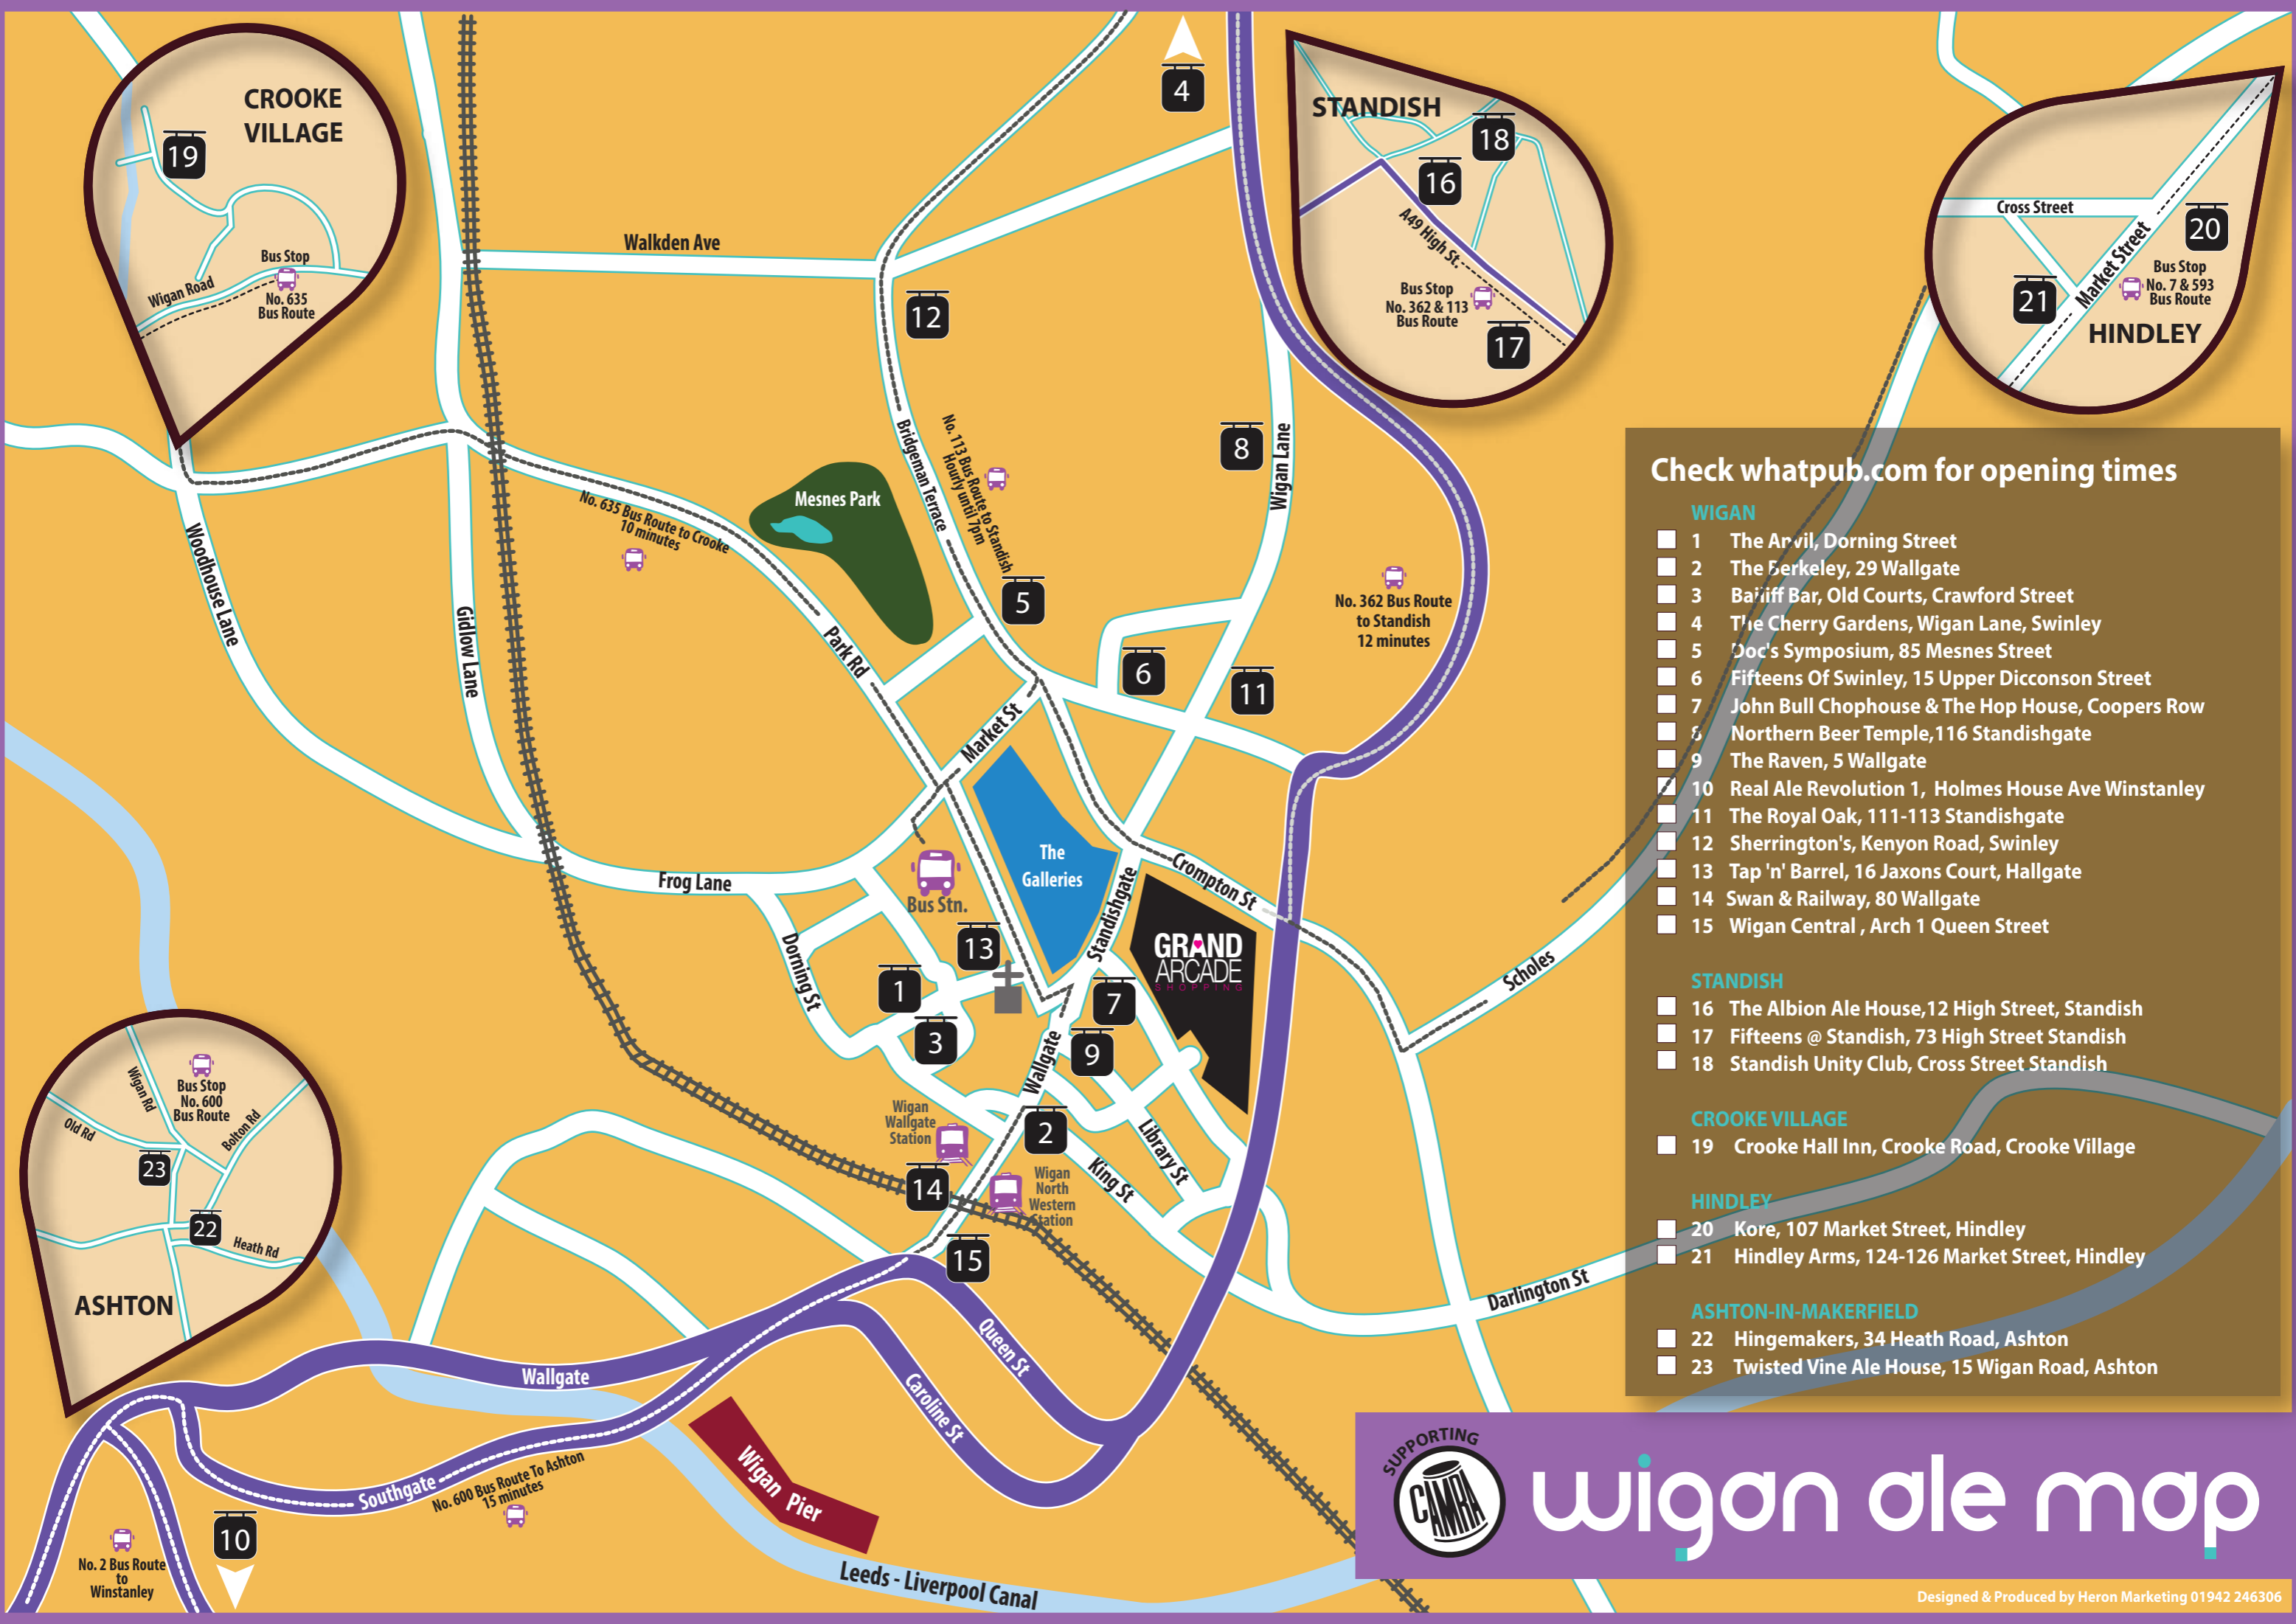 CROOKE
VILLAGE
19
Bus Stop
Wigan Road
No. 635
Bus Route
4
STANDISH
18
16
A49 High St.
Bus Stop
No. 362 & 113
Bus Route
17
Cross Street
20
Market Street
Bus Stop
No. 7 & 593
Bus Route
21
HINDLEY
Walkden Ave
12
8
Wigan Lane
Bridgeman Terrace
No. 113 Bus Route to Standish
Hourly until 7pm
Mesnes Park
No. 635 Bus Route to Crooke
10 minutes
Woodhouse Lane
Gidlow Lane
Park Rd
5
6
11
No. 362 Bus Route
to Standish
12 minutes
Market St
The
Galleries
Frog Lane
Bus Stn.
Crompton St
Standishgate
GRAND
ARCADE
SHOPPING
Scholes
Dorning St
13
1
7
3
9
Wallgate
Wigan
Wallgate
Station
2
Library St
King St
14
Wigan
North
Western
Station
15
Darlington St
Wigan Rd
Bus Stop
No. 600
Bus Route
Old Rd
Bolton Rd
23
22
Heath Rd
ASHTON
Wallgate
Queen St
Caroline St
Wigan Pier
Southgate
No. 600 Bus Route To Ashton
15 minutes
10
No. 2 Bus Route
to
Winstanley
Leeds - Liverpool Canal
Check whatpub.com for opening times
WIGAN
1 The Anvil, Dorning Street
2 The Berkeley, 29 Wallgate
3 Bailiff Bar, Old Courts, Crawford Street
4 The Cherry Gardens, Wigan Lane, Swinley
5 Doc's Symposium, 85 Mesnes Street
6 Fifteens Of Swinley, 15 Upper Dicconson Street
7 John Bull Chophouse & The Hop House, Coopers Row
8 Northern Beer Temple,116 Standishgate
9 The Raven, 5 Wallgate
10 Real Ale Revolution 1, Holmes House Ave Winstanley
11 The Royal Oak, 111-113 Standishgate
12 Sherrington's, Kenyon Road, Swinley
13 Tap 'n' Barrel, 16 Jaxons Court, Hallgate
14 Swan & Railway, 80 Wallgate
15 Wigan Central , Arch 1 Queen Street
STANDISH
16 The Albion Ale House,12 High Street, Standish
17 Fifteens @ Standish, 73 High Street Standish
18 Standish Unity Club, Cross Street Standish
CROOKE VILLAGE
19 Crooke Hall Inn, Crooke Road, Crooke Village
HINDLEY
20 Kore, 107 Market Street, Hindley
21 Hindley Arms, 124-126 Market Street, Hindley
ASHTON-IN-MAKERFIELD
22 Hingemakers, 34 Heath Road, Ashton
23 Twisted Vine Ale House, 15 Wigan Road, Ashton
SUPPORTING
CAMRA
wigan ale map
Designed & Produced by Heron Marketing 01942 246306